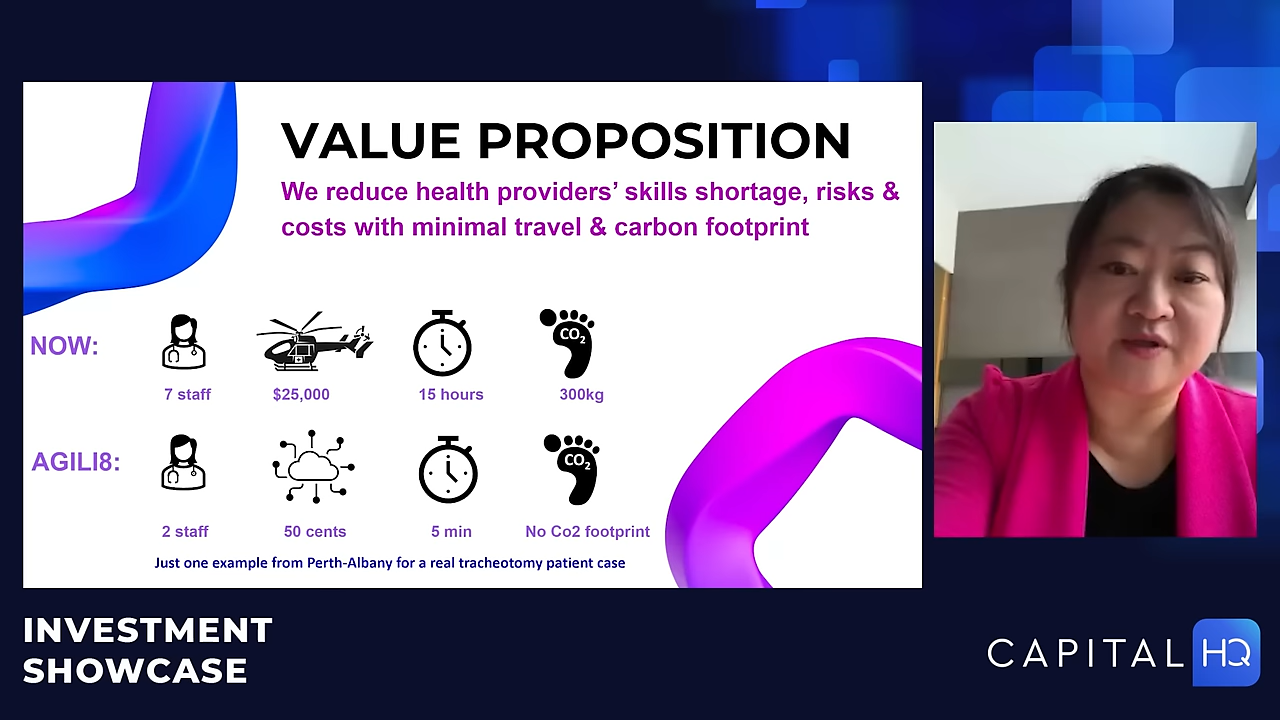 VALUE PROPOSITION
We reduce health providers’ skills shortage, risks &
costs with minimal travel & carbon footprint
NOW:
CO₂
7 staff
$25,000
15 hours
300kg
AGILI8:
CO₂
2 staff
50 cents
5 min
No Co2 footprint
Just one example from Perth-Albany for a real tracheotomy patient case
INVESTMENT
SHOWCASE
CAPITAL HQ